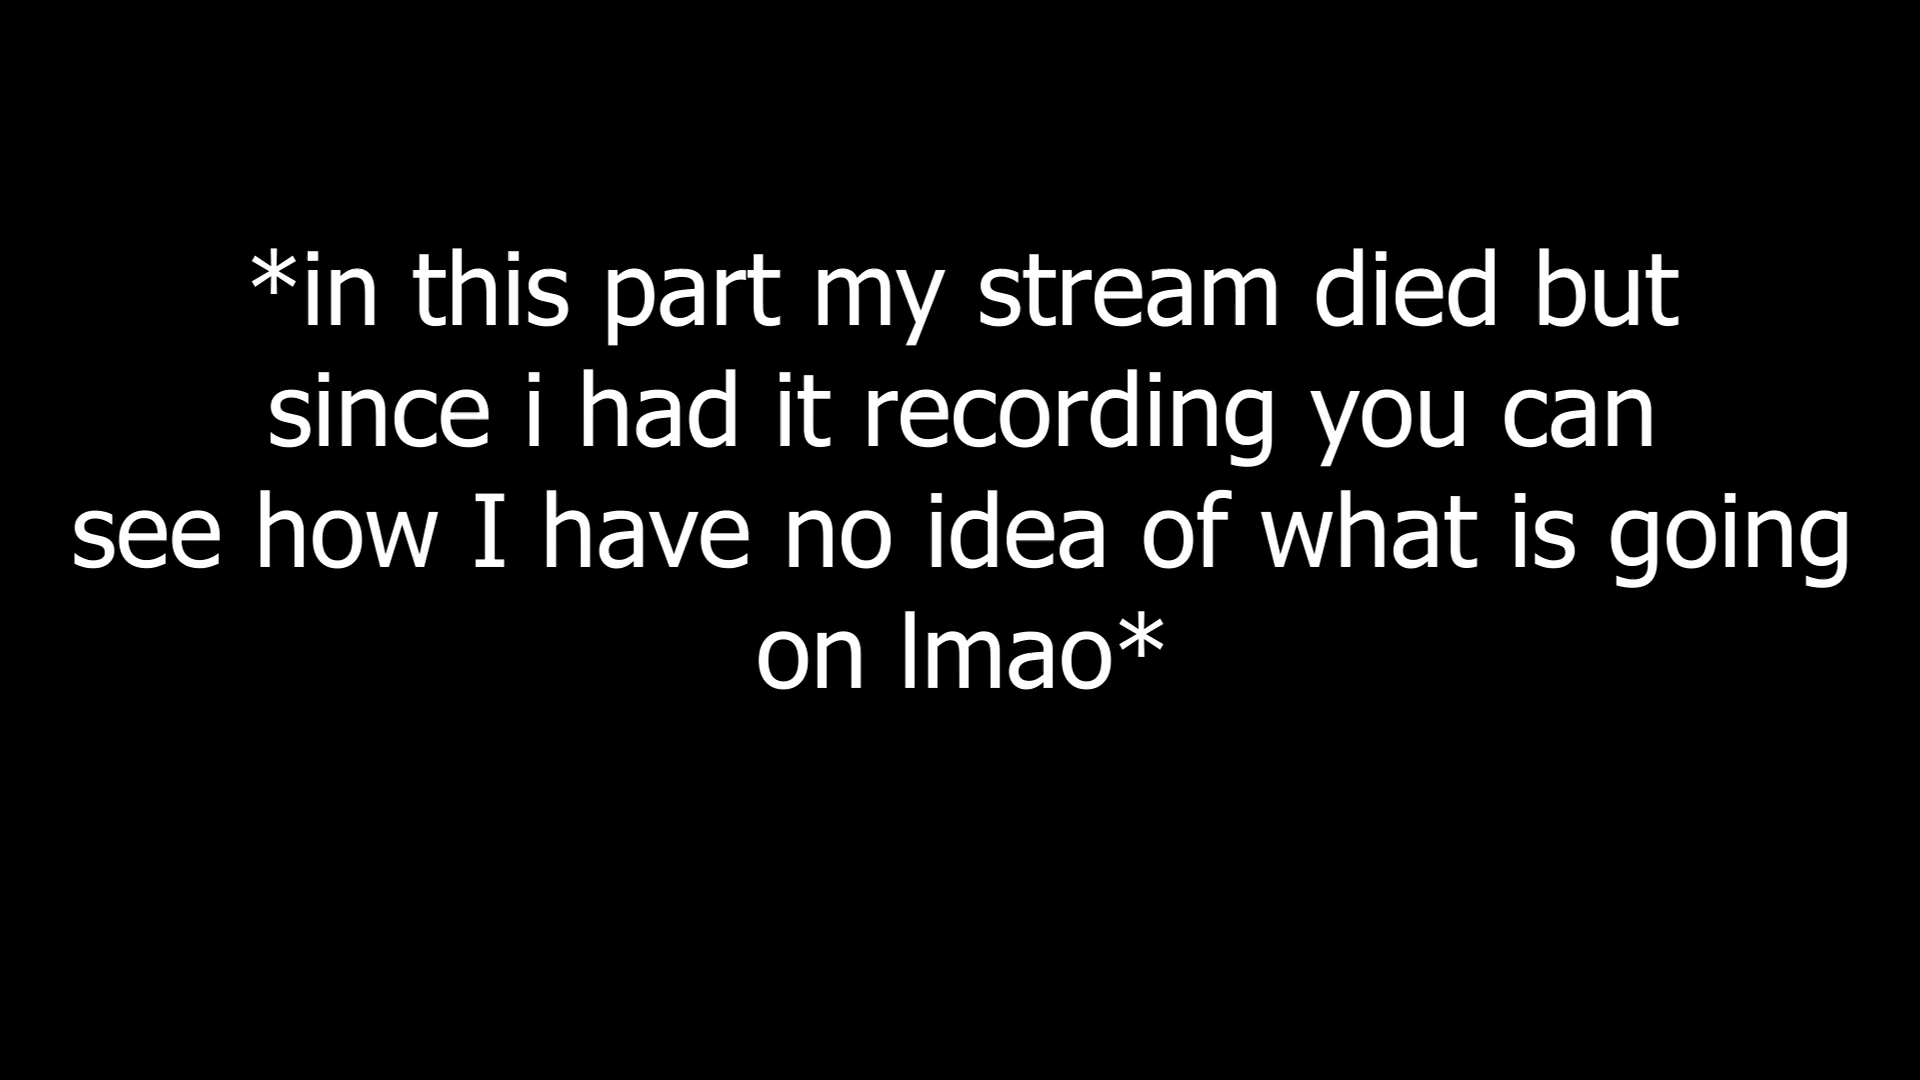 *in this part my stream died but
since i had it recording you can
see how I have no idea of what is going
on lmao*